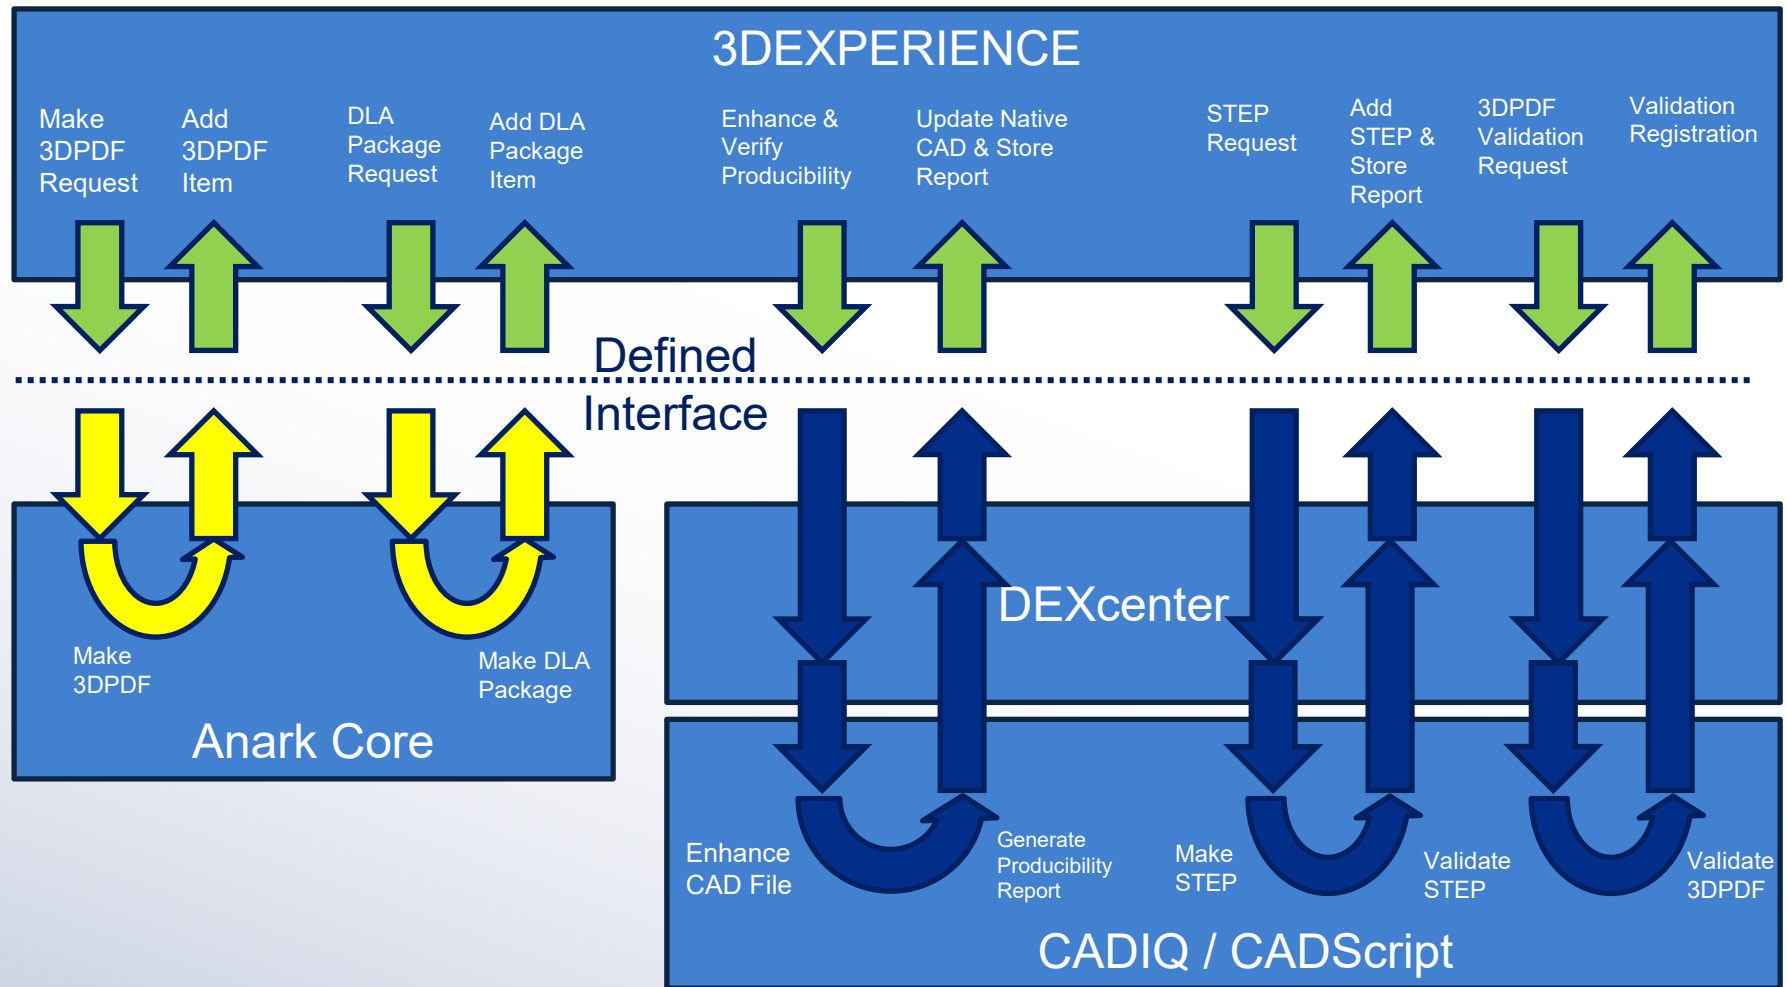 3DEXPERIENCE
Make
3DPDF
Request
Add
3DPDF
Item
DLA
Package
Request
Add DLA
Package
Item
Enhance &
Verify
Producibility
Update Native
CAD & Store
Report
STEP
Request
Add
STEP &
Store
Report
3DPDF
Validation
Request
Validation
Registration
Defined
Interface
Make
3DPDF
Make DLA
Package
Anark Core
DEXcenter
Enhance
CAD File
Generate
Producibility
Report
Make
STEP
Validate
STEP
Validate
3DPDF
CADIQ / CADScript